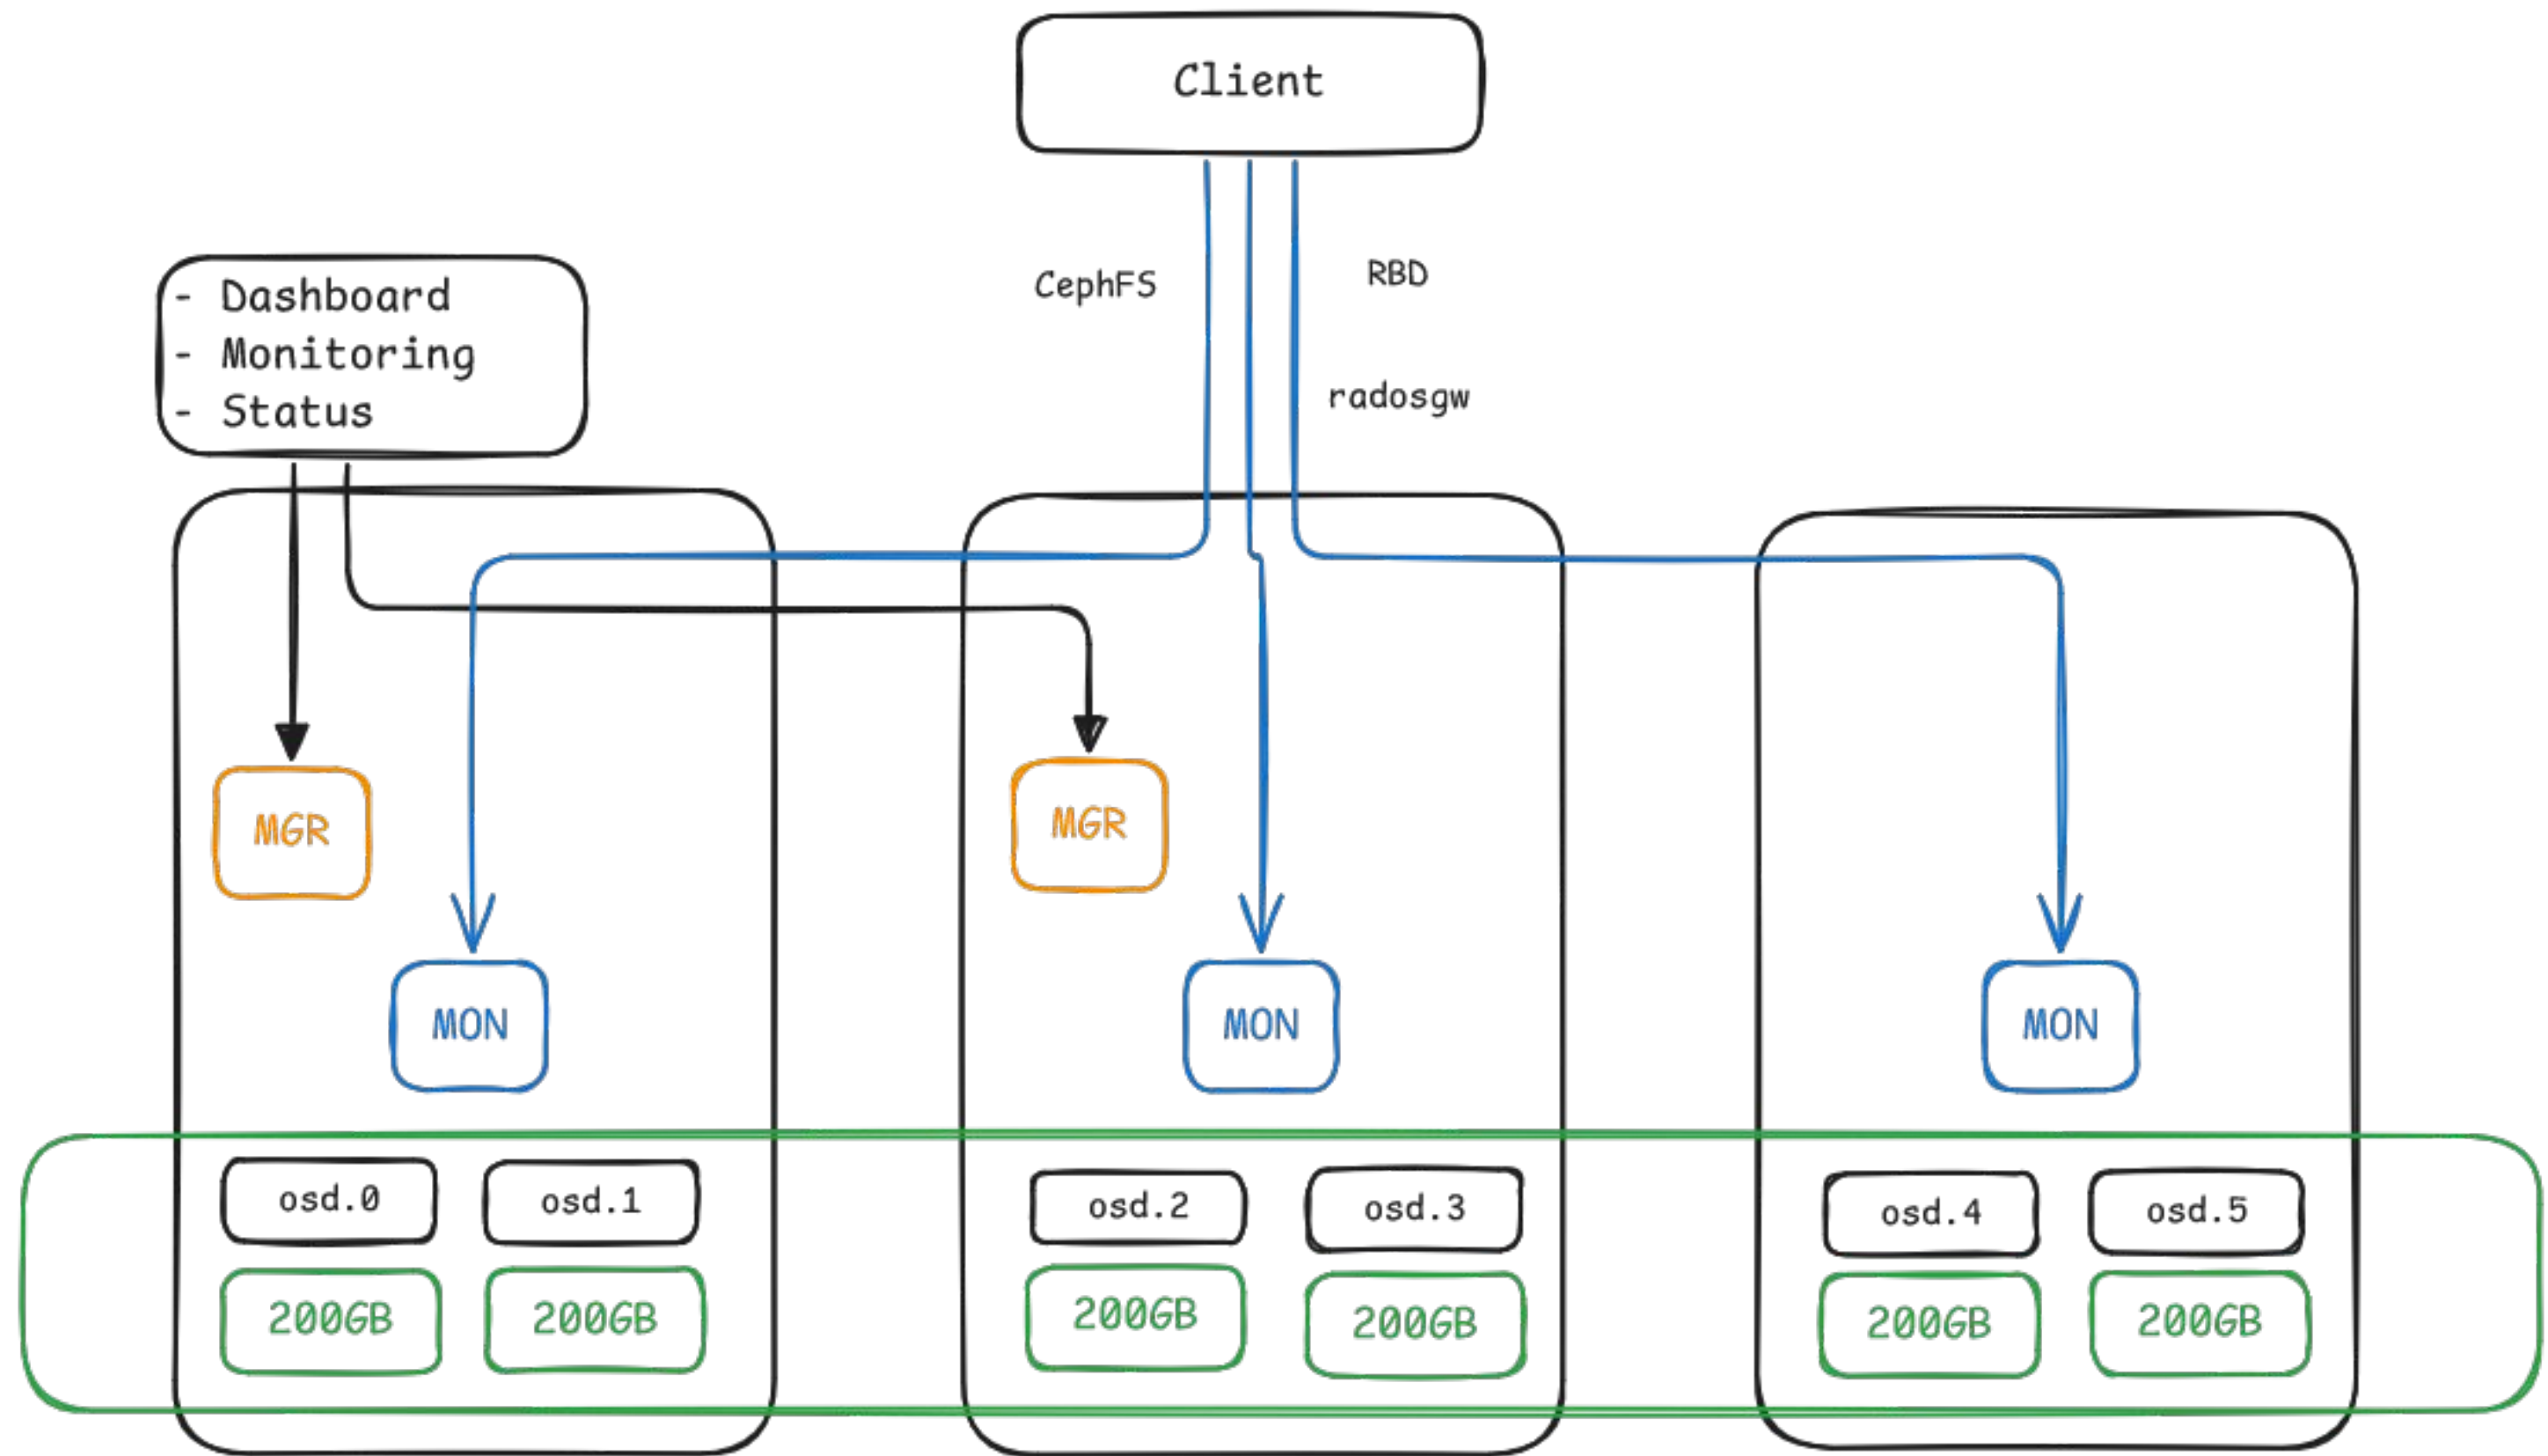 Client
CephFS
RBD
radosgw
- Dashboard
- Monitoring
- Status
MGR
MGR
MON
MON
MON
osd.0
osd.1
osd.2
osd.3
osd.4
osd.5
200GB
200GB
200GB
200GB
200GB
200GB